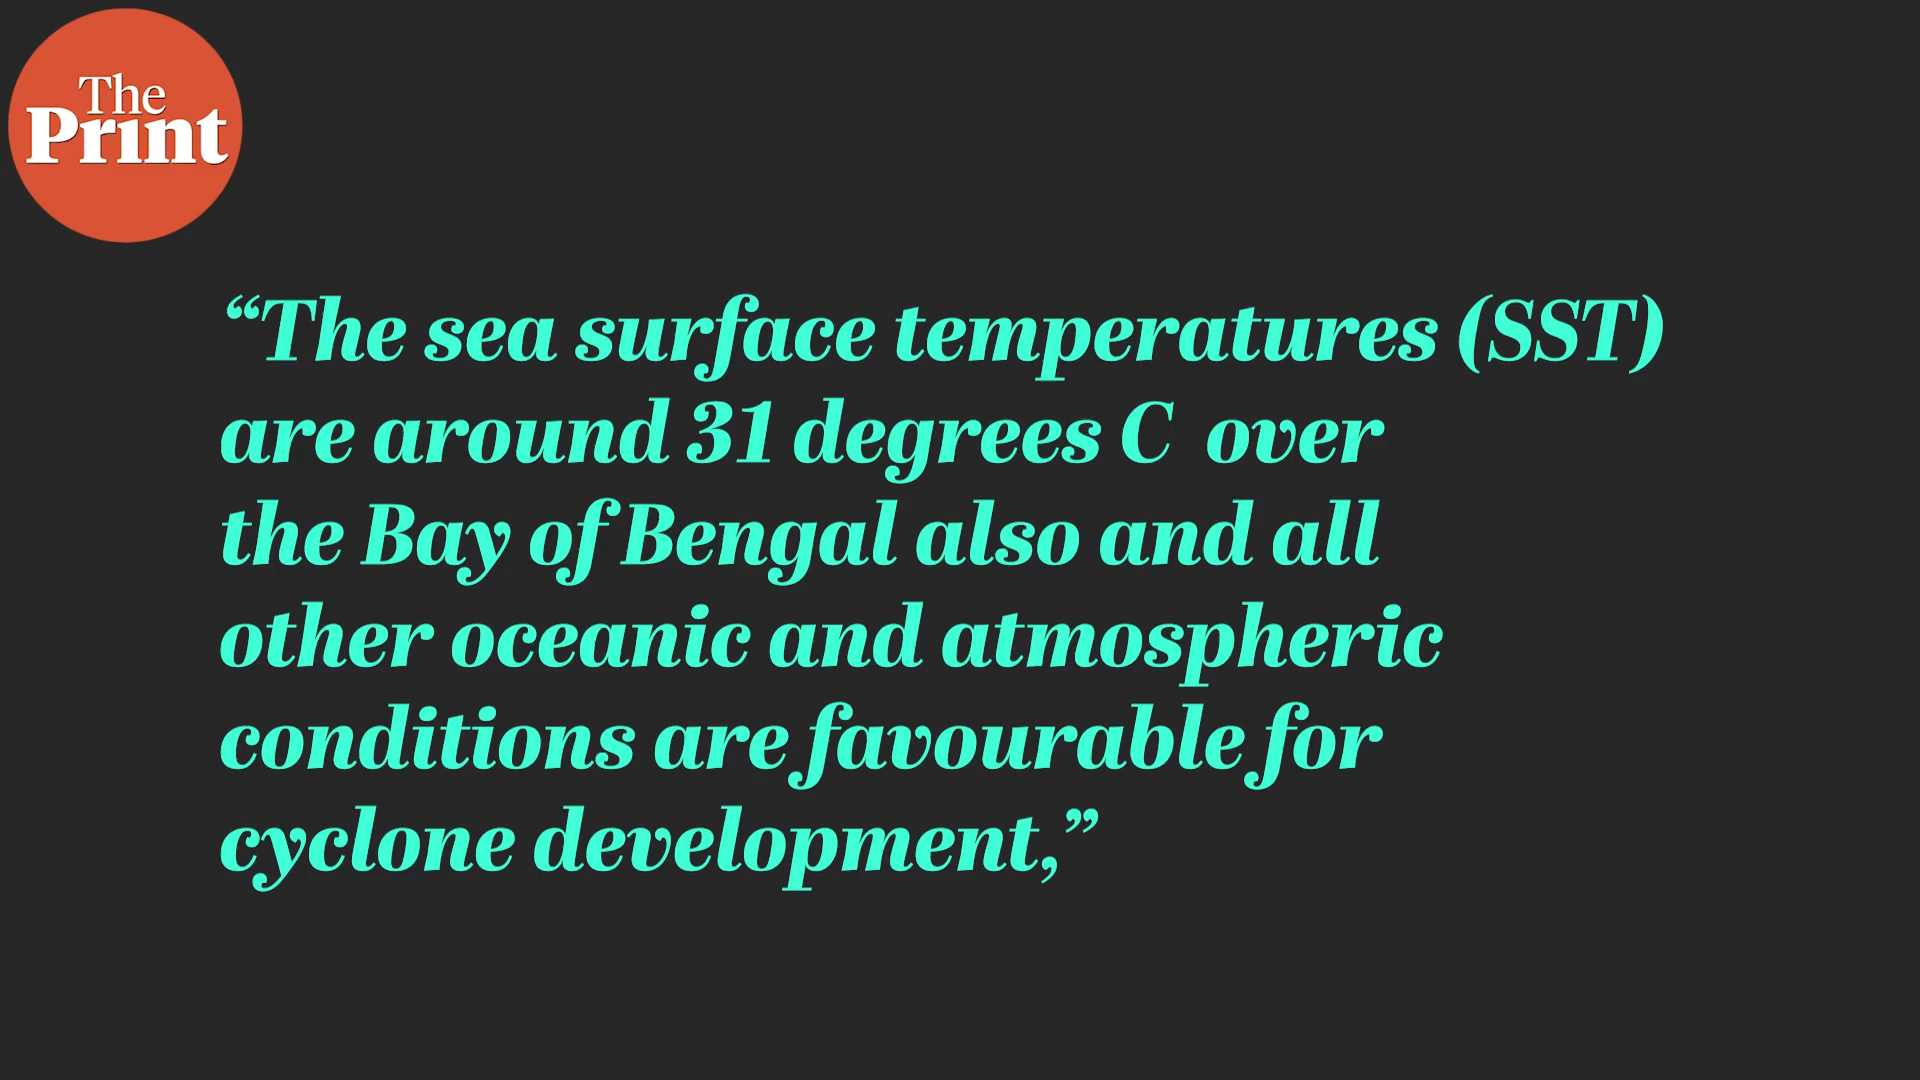 The
Print
“The sea surface temperatures (SST)
are around 31 degrees C  over
the Bay of Bengal also and all
other oceanic and atmospheric
conditions are favourable for
cyclone development,”